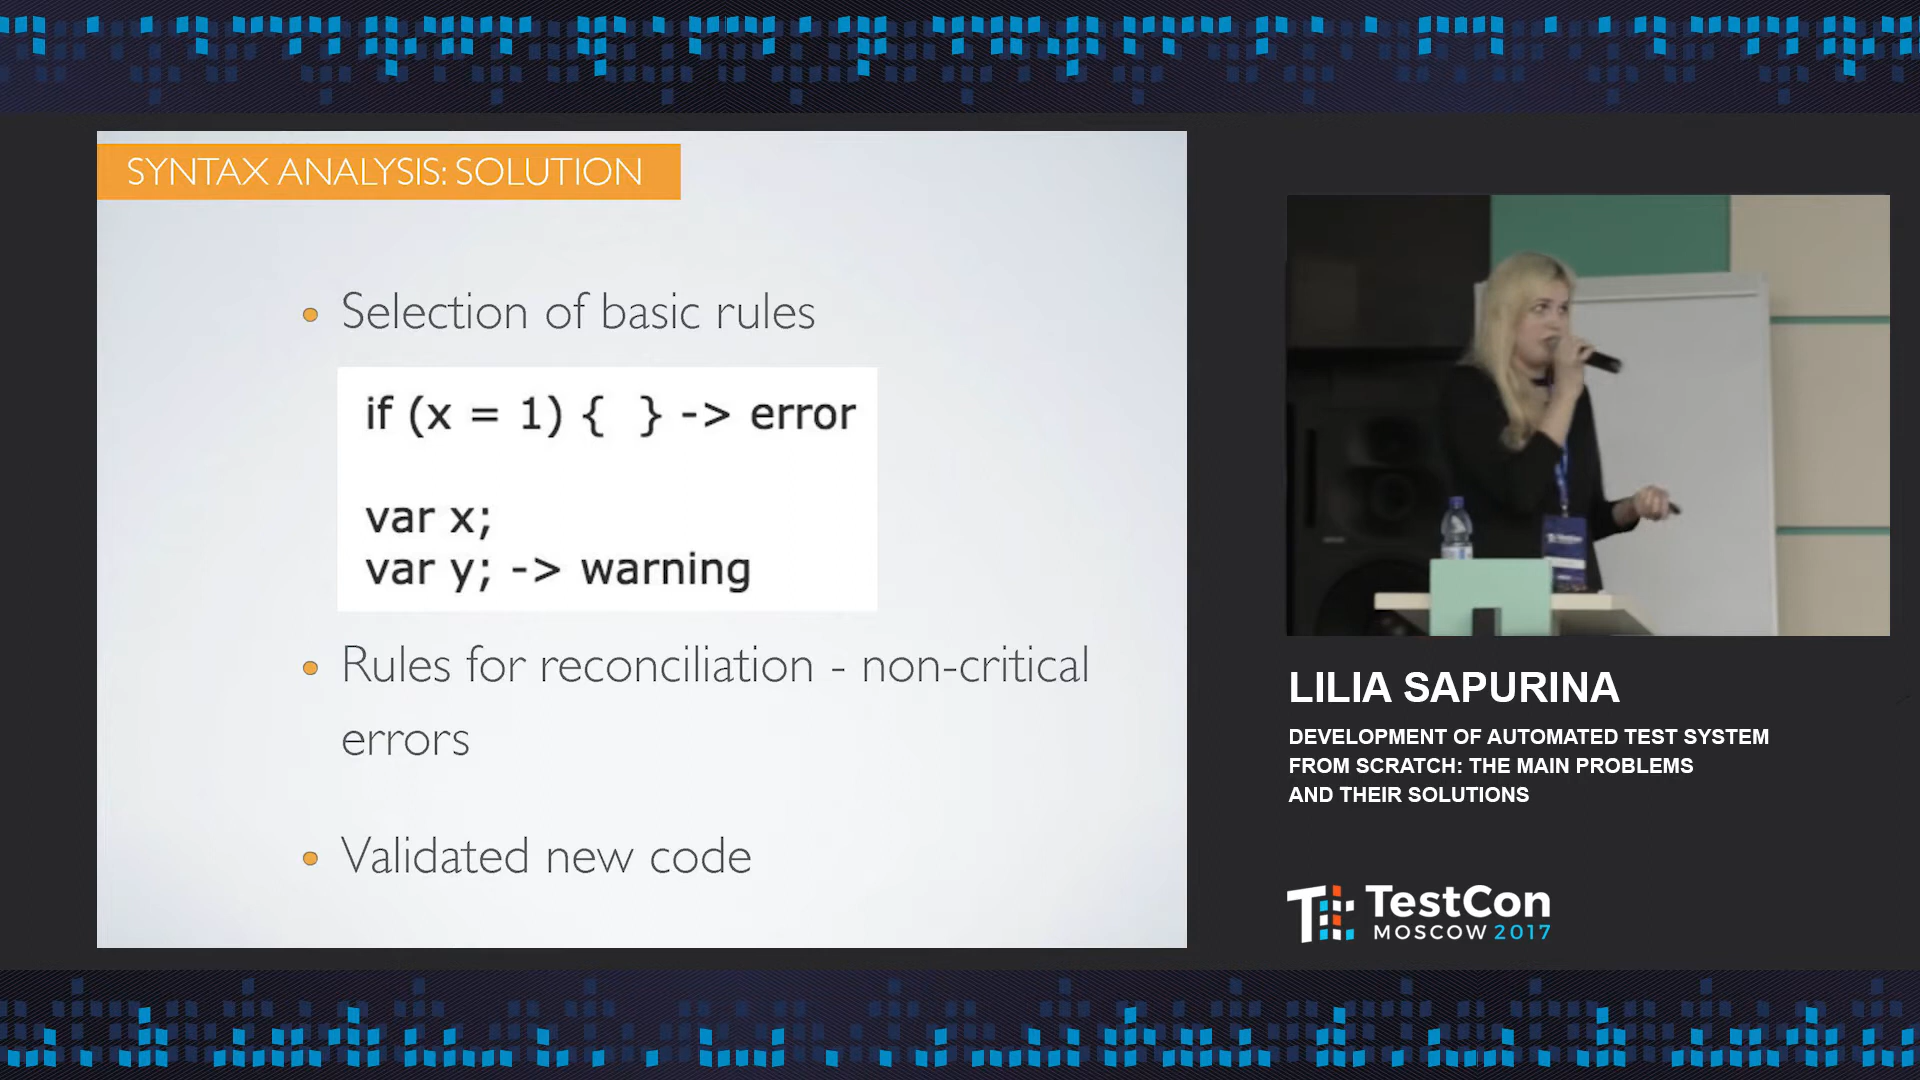 SYNTAX ANALYSIS: SOLUTION
Selection of basic rules
if (x = 1) { } -> error
var x;
var y; -> warning
Rules for reconciliation - non-critical
errors
Validated new code
LILIA SAPURINA
DEVELOPMENT OF AUTOMATED TEST SYSTEM
FROM SCRATCH: THE MAIN PROBLEMS
AND THEIR SOLUTIONS
TestCon
MOSCOW 2017